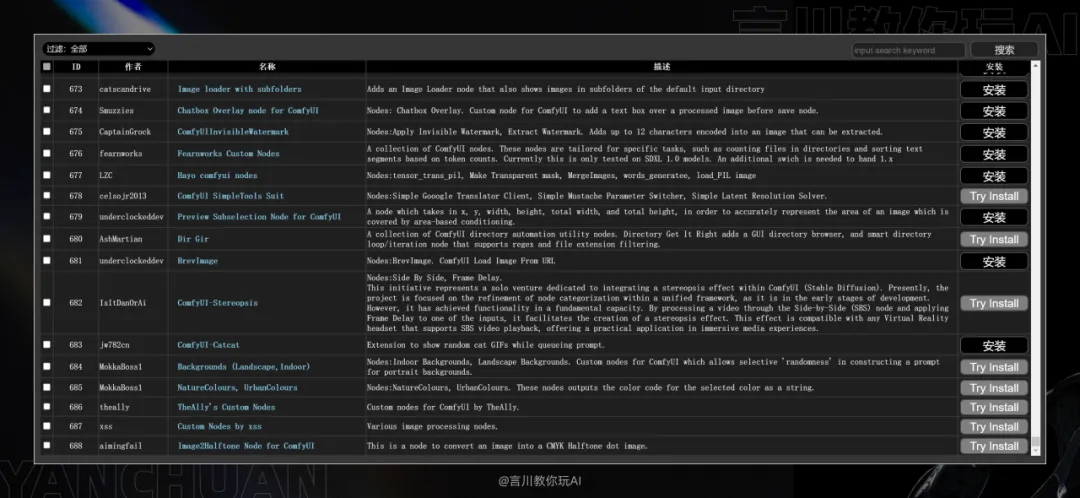 言川教你玩AI
过滤: 全部
input search keyword
搜索
ID 作者 名称 描述 安装
673 catscandrive Image loader with subfolders Adds an Image Loader node that also shows images in subfolders of the default input directory 安装
674 Smuzzies Chatbox Overlay node for ComfyUI Nodes: Chatbox Overlay. Custom node for ComfyUI to add a text box over a processed image before save node. 安装
675 CaptainGrock ComfyUIInvisibleWatermark Nodes:Apply Invisible Watermark, Extract Watermark. Adds up to 12 characters encoded into an image that can be extracted. 安装
676 fearnworks Fearnworks Custom Nodes A collection of ComfyUI nodes. These nodes are tailored for specific tasks, such as counting files in directories and sorting text
segments based on token counts. Currently this is only tested on SDXL 1.0 models. An additional swich is needed to hand 1.x 安装
677 LZC Hayo comfyui nodes Nodes:tensor_trans_pil, Make Transparent mask, MergeImages, words_generatee, load_PIL image 安装
678 celsojr2013 ComfyUI SimpleTools Suit Nodes:Simple Gooogle Translator Client, Simple Mustache Parameter Switcher, Simple Latent Resolution Solver. Try Install
679 underclockeddev Preview Subselection Node for ComfyUI A node which takes in x, y, width, height, total width, and total height, in order to accurately represent the area of an image which is
covered by area-based conditioning. 安装
680 AshMartian Dir Gir A collection of ComfyUI directory automation utility nodes. Directory Get It Right adds a GUI directory browser, and smart directory
loop/iteration node that supports regex and file extension filtering. Try Install
681 underclockeddev BrevImage Nodes:BrevImage. ComfyUI Load Image From URL 安装
Nodes:Side By Side, Frame Delay.
This initiative represents a solo venture dedicated to integrating a stereopsis effect within ComfyUI (Stable Diffusion). Presently, the
project is focused on the refinement of node categorization within a unified framework, as it is in the early stages of development.
682 IsItDanOrAi ComfyUI-Stereopsis However, it has achieved functionality in a fundamental capacity. By processing a video through the Side-by-Side (SBS) node and applying Try Install
Frame Delay to one of the inputs, it facilitates the creation of a stereopsis effect. This effect is compatible with any Virtual Reality
headset that supports SBS video playback, offering a practical application in immersive media experiences.
683 jw782cn ComfyUI-Catcat Extension to show random cat GIFs while queueing prompt. 安装
684 MokkaBoss1 Backgrounds (Landscape,Indoor) Nodes:Indoor Backgrounds, Landscape Backgrounds. Custom nodes for ComfyUI which allows selective 'randomness' in constructing a prompt
for portrait backgrounds. Try Install
685 MokkaBoss1 NatureColours, UrbanColours Nodes:NatureColours, UrbanColours. These nodes outputs the color code for the selected color as a string. Try Install
686 theally TheAlly's Custom Nodes Custom nodes for ComfyUI by TheAlly. Try Install
687 xss Custom Nodes by xss Various image processing nodes. Try Install
688 aimingfail Image2Halftone Node for ComfyUI This is a node to convert an image into a CMYK Halftone dot image. Try Install
YANCHUAN
@言川教你玩AI